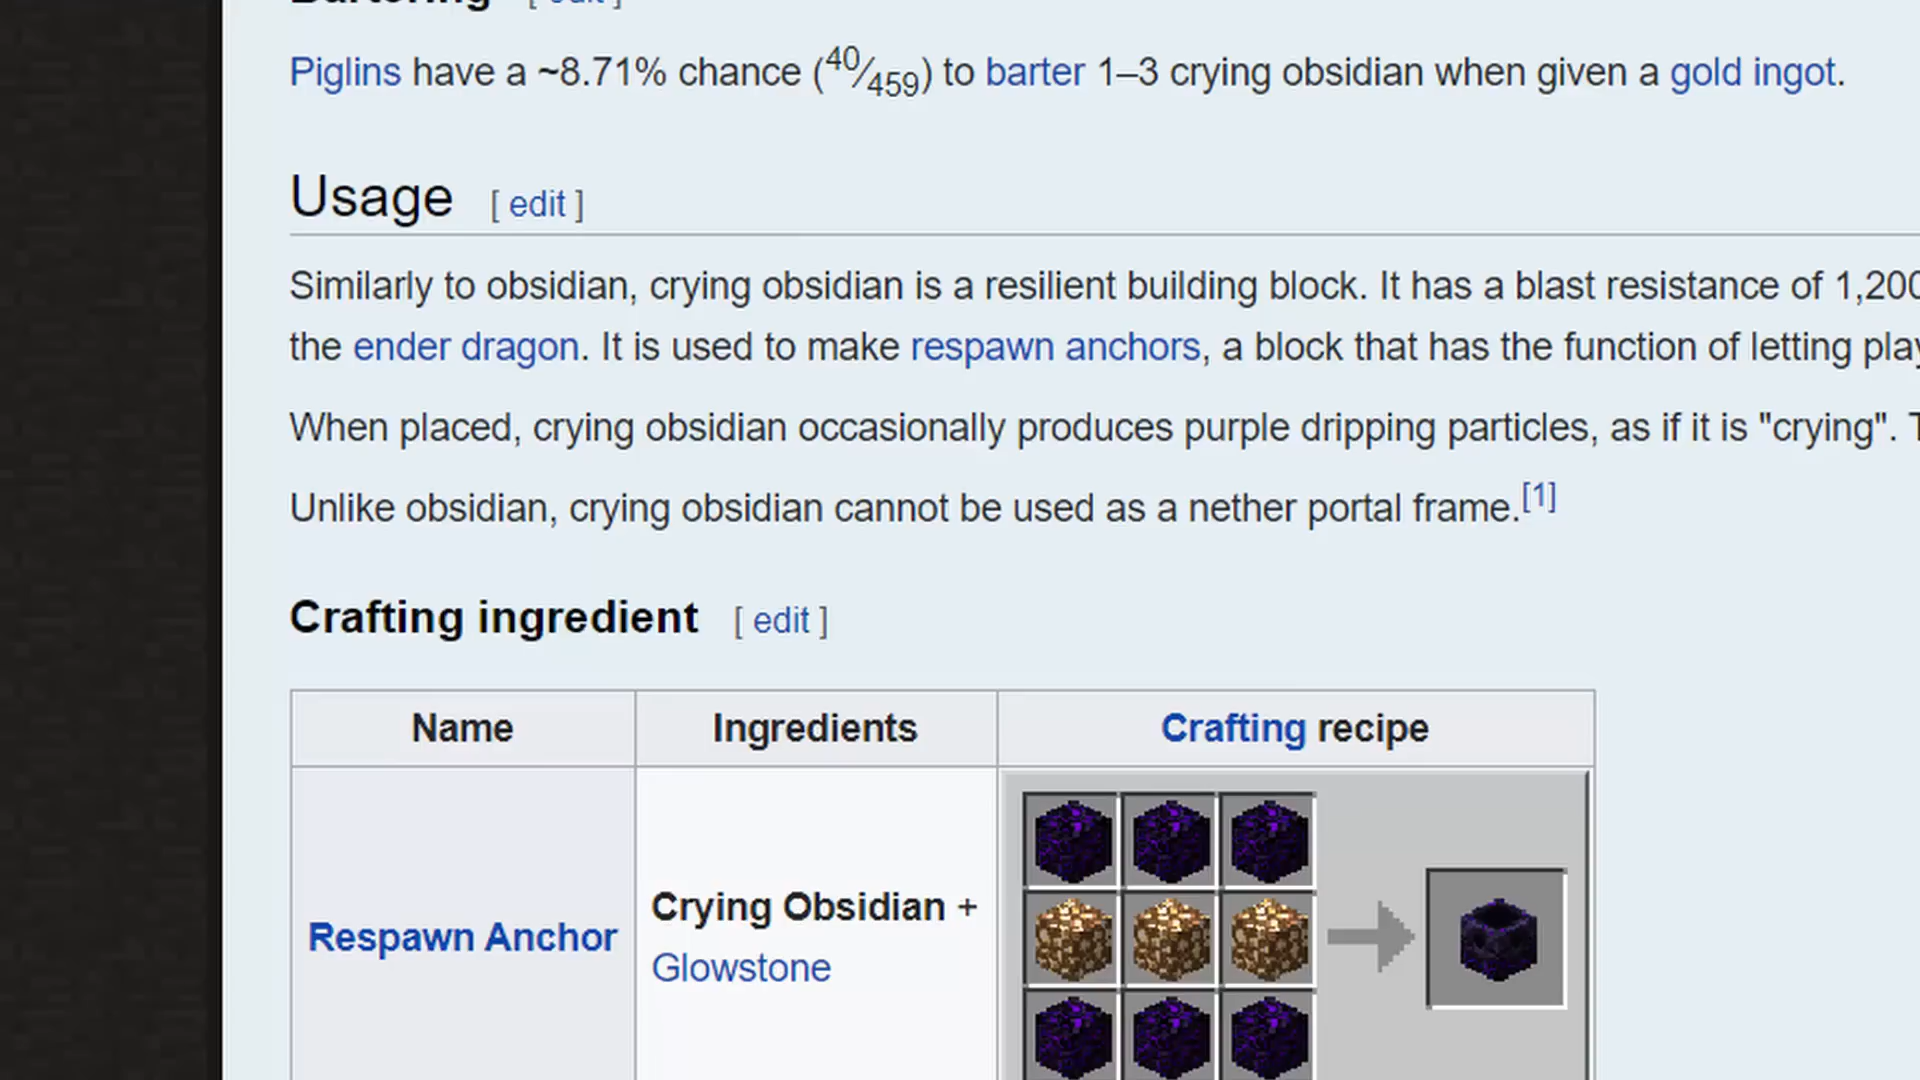 Bartering [ edit ]
Piglins have a ~8.71% chance (40⁄459) to barter 1–3 crying obsidian when given a gold ingot.
Usage [ edit ]
Similarly to obsidian, crying obsidian is a resilient building block. It has a blast resistance of 1,200
the ender dragon. It is used to make respawn anchors, a block that has the function of letting play
When placed, crying obsidian occasionally produces purple dripping particles, as if it is "crying". T
Unlike obsidian, crying obsidian cannot be used as a nether portal frame.[1]
Crafting ingredient [ edit ]
Name Ingredients Crafting recipe
Respawn Anchor
Crying Obsidian +
Glowstone